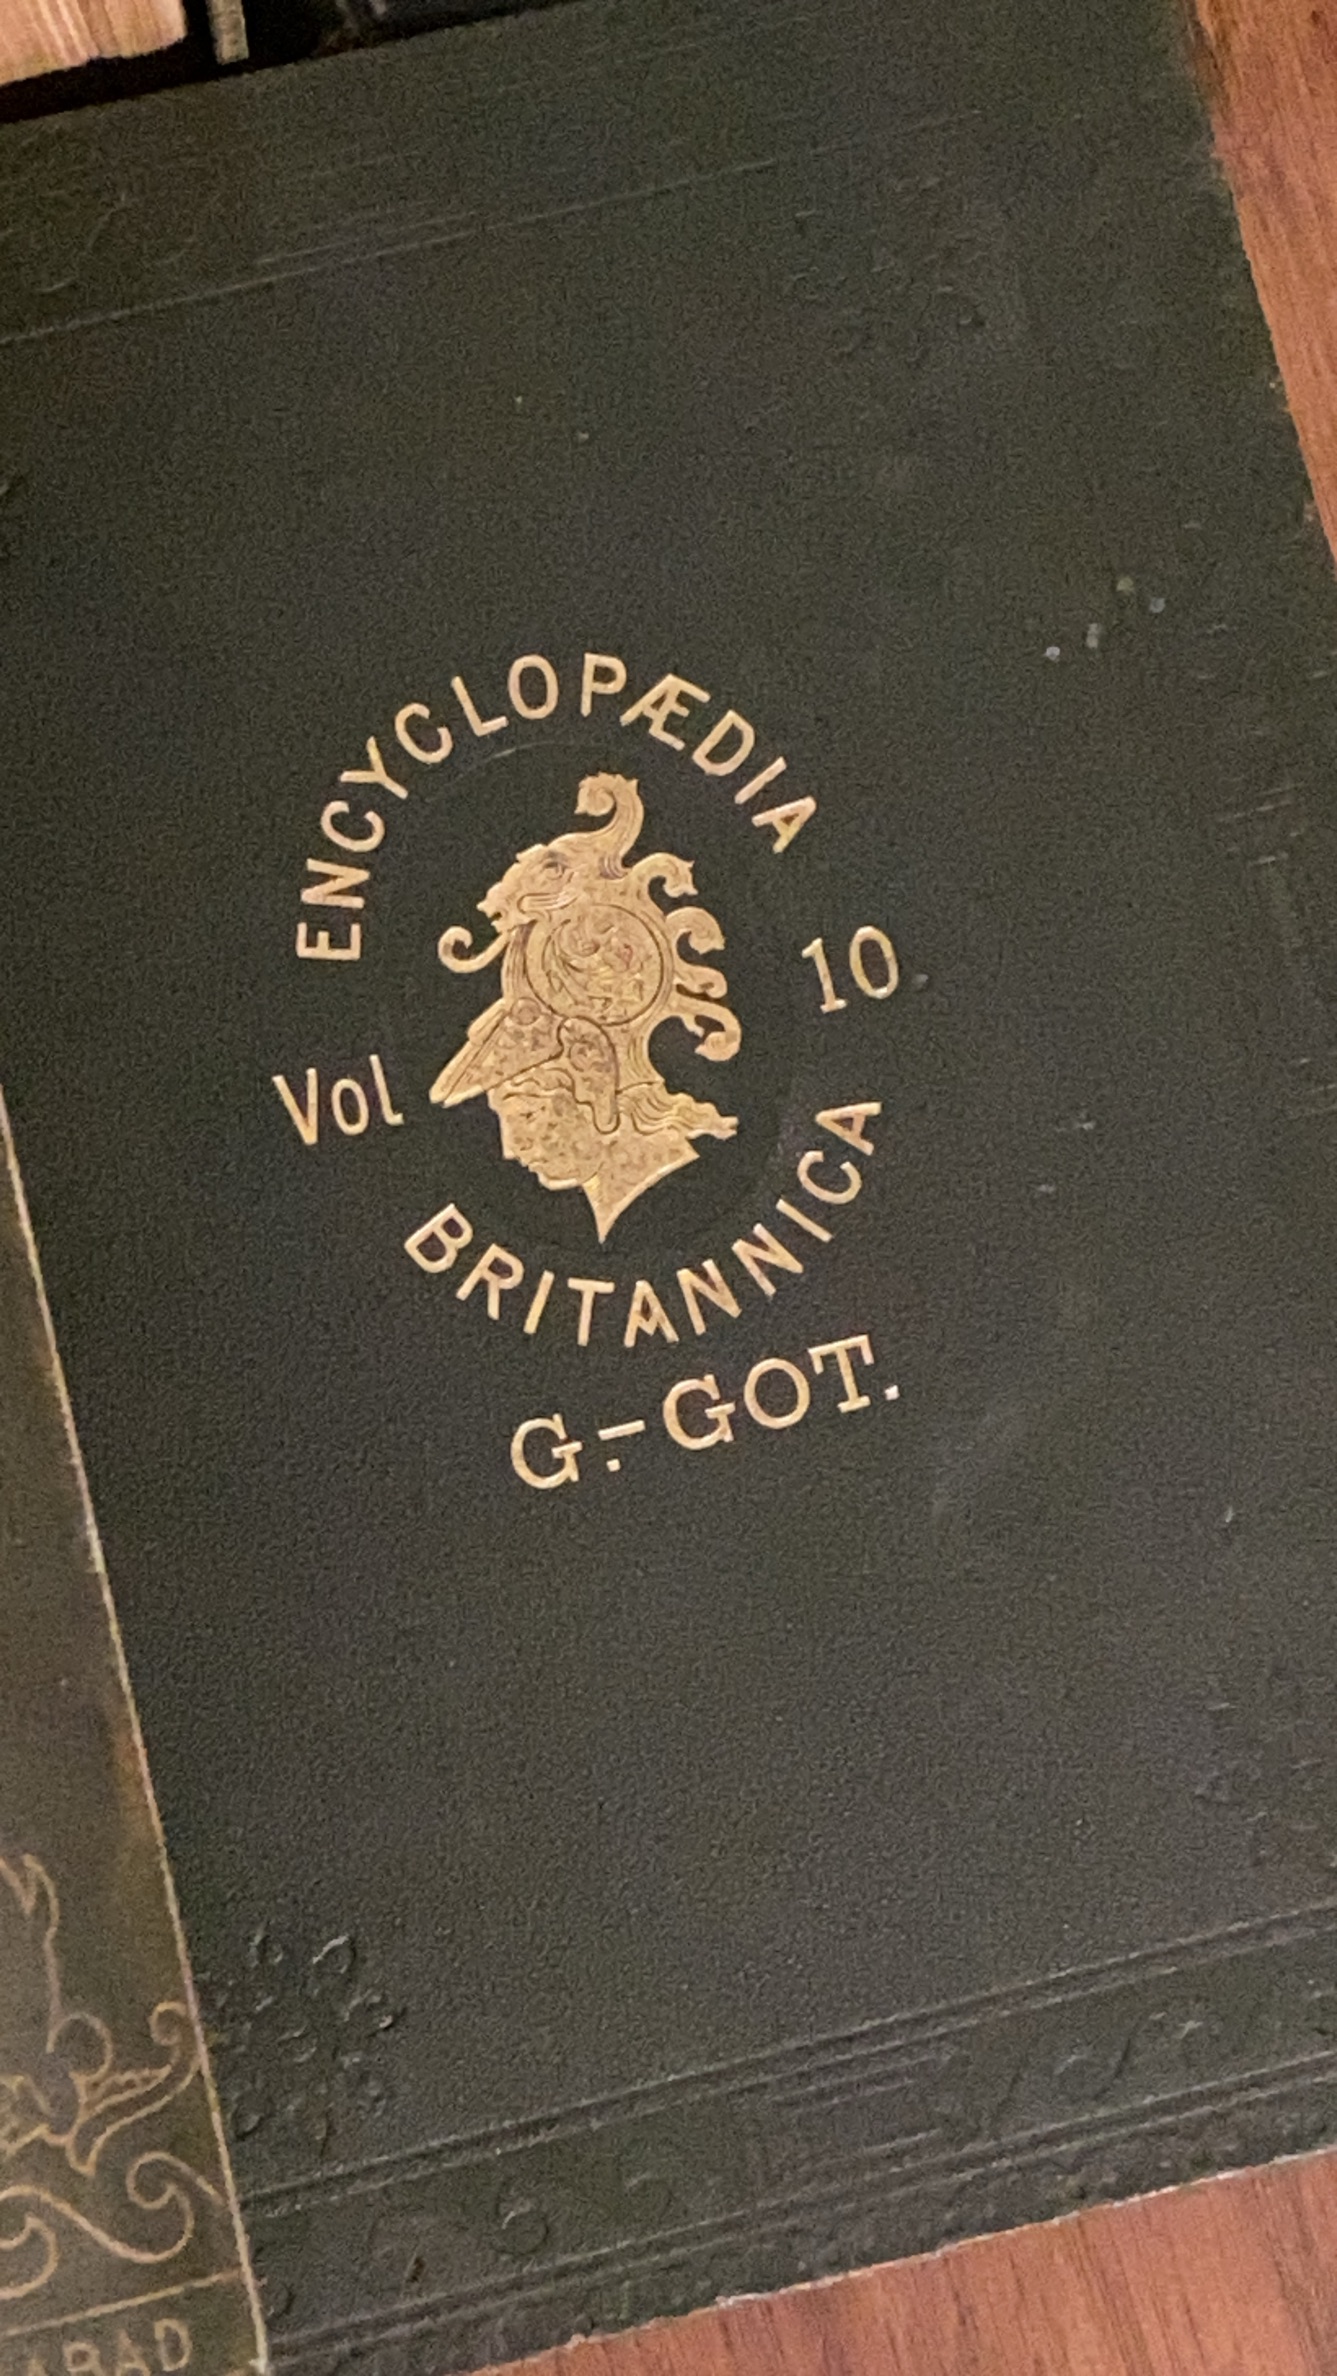 ENCYCLOPÆDIA
Vol 10
BRITANNICA
G.-GOT.